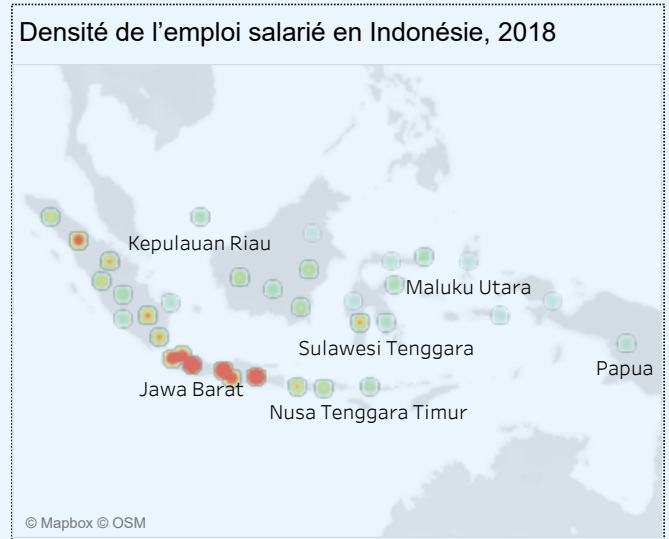 Densité de l’emploi salarié en Indonésie, 2018
Kepulauan Riau
Maluku Utara
Sulawesi Tenggara
Papua
Jawa Barat
Nusa Tenggara Timur
© Mapbox © OSM